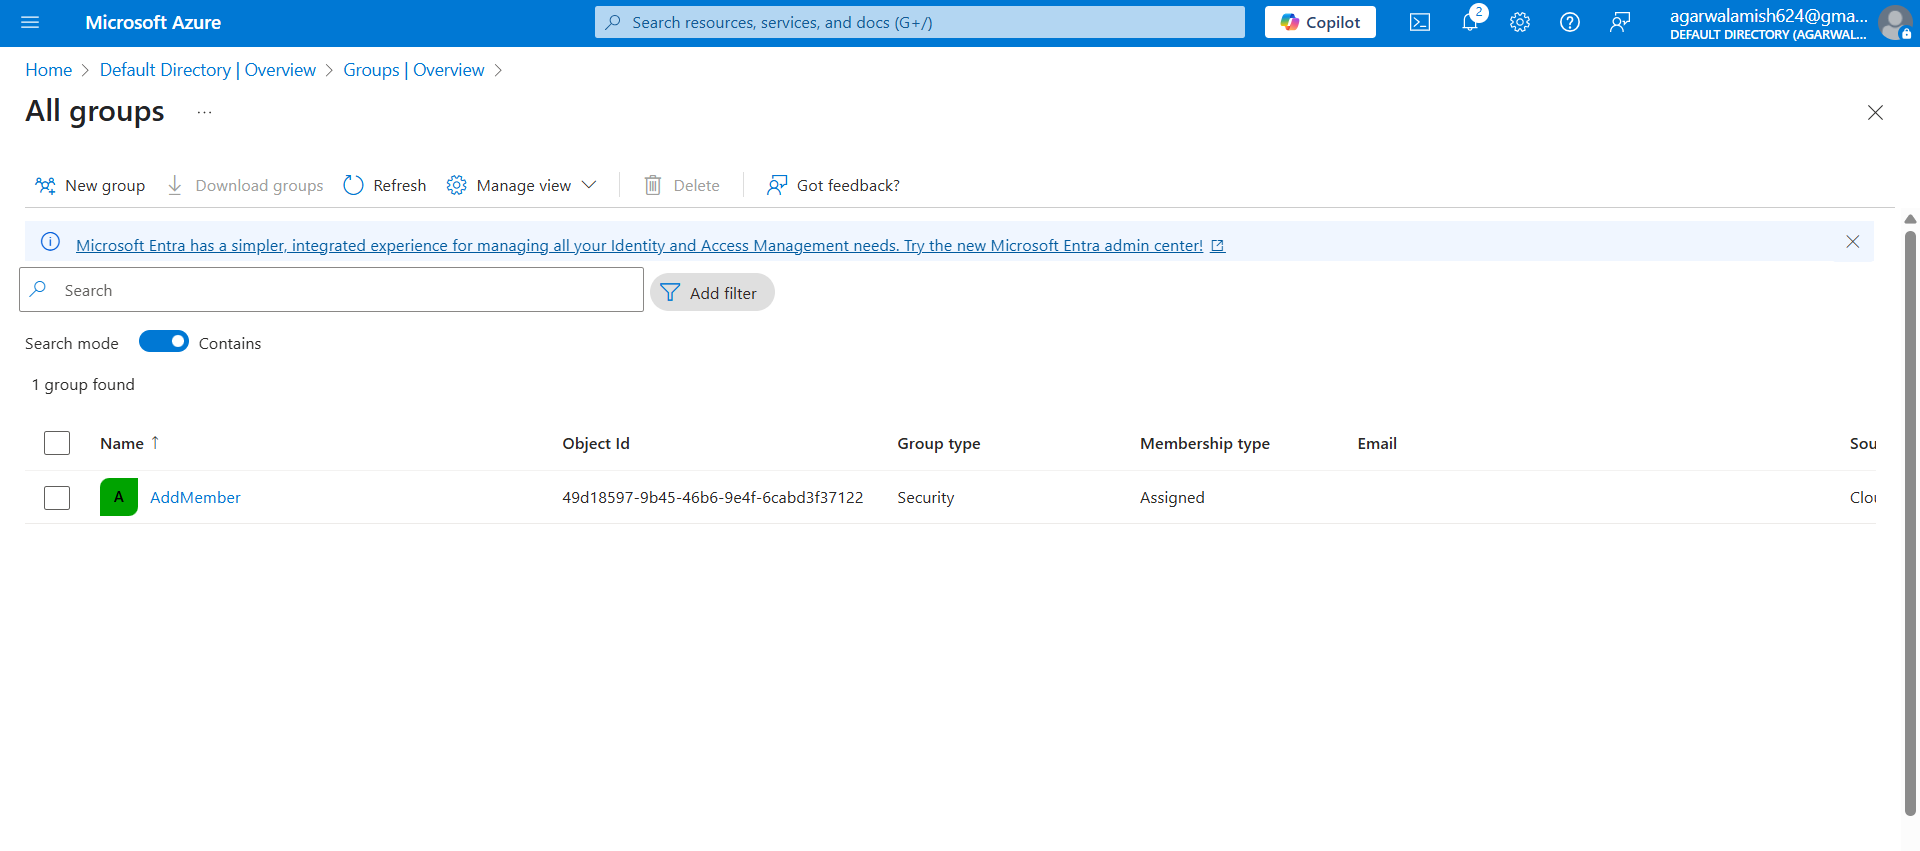 Microsoft Azure
Search resources, services, and docs (G+/)
Copilot
2
agarwalamish624@gma...
DEFAULT DIRECTORY (AGARWAL...
Home > Default Directory | Overview > Groups | Overview >
All groups ...
New group
Download groups
Refresh
Manage view
Delete
Got feedback?
Microsoft Entra has a simpler, integrated experience for managing all your Identity and Access Management needs. Try the new Microsoft Entra admin center!
Search
Add filter
Search mode
Contains
1 group found
Name ↑ Object Id Group type Membership type Email Sou
A AddMember 49d18597-9b45-46b6-9e4f-6cabd3f37122 Security Assigned Clou